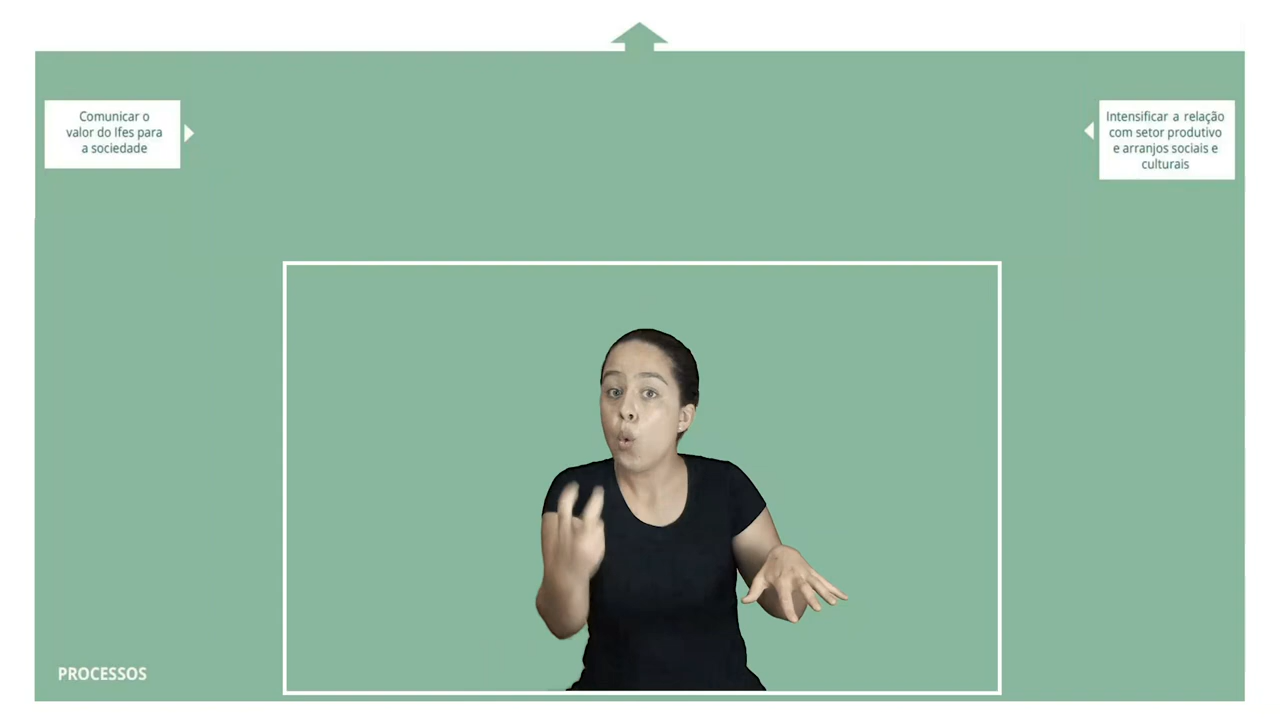 Comunicar o
valor do Ifes para
a sociedade
Intensificar a relação
com setor produtivo
e arranjos sociais e
culturais
PROCESSOS